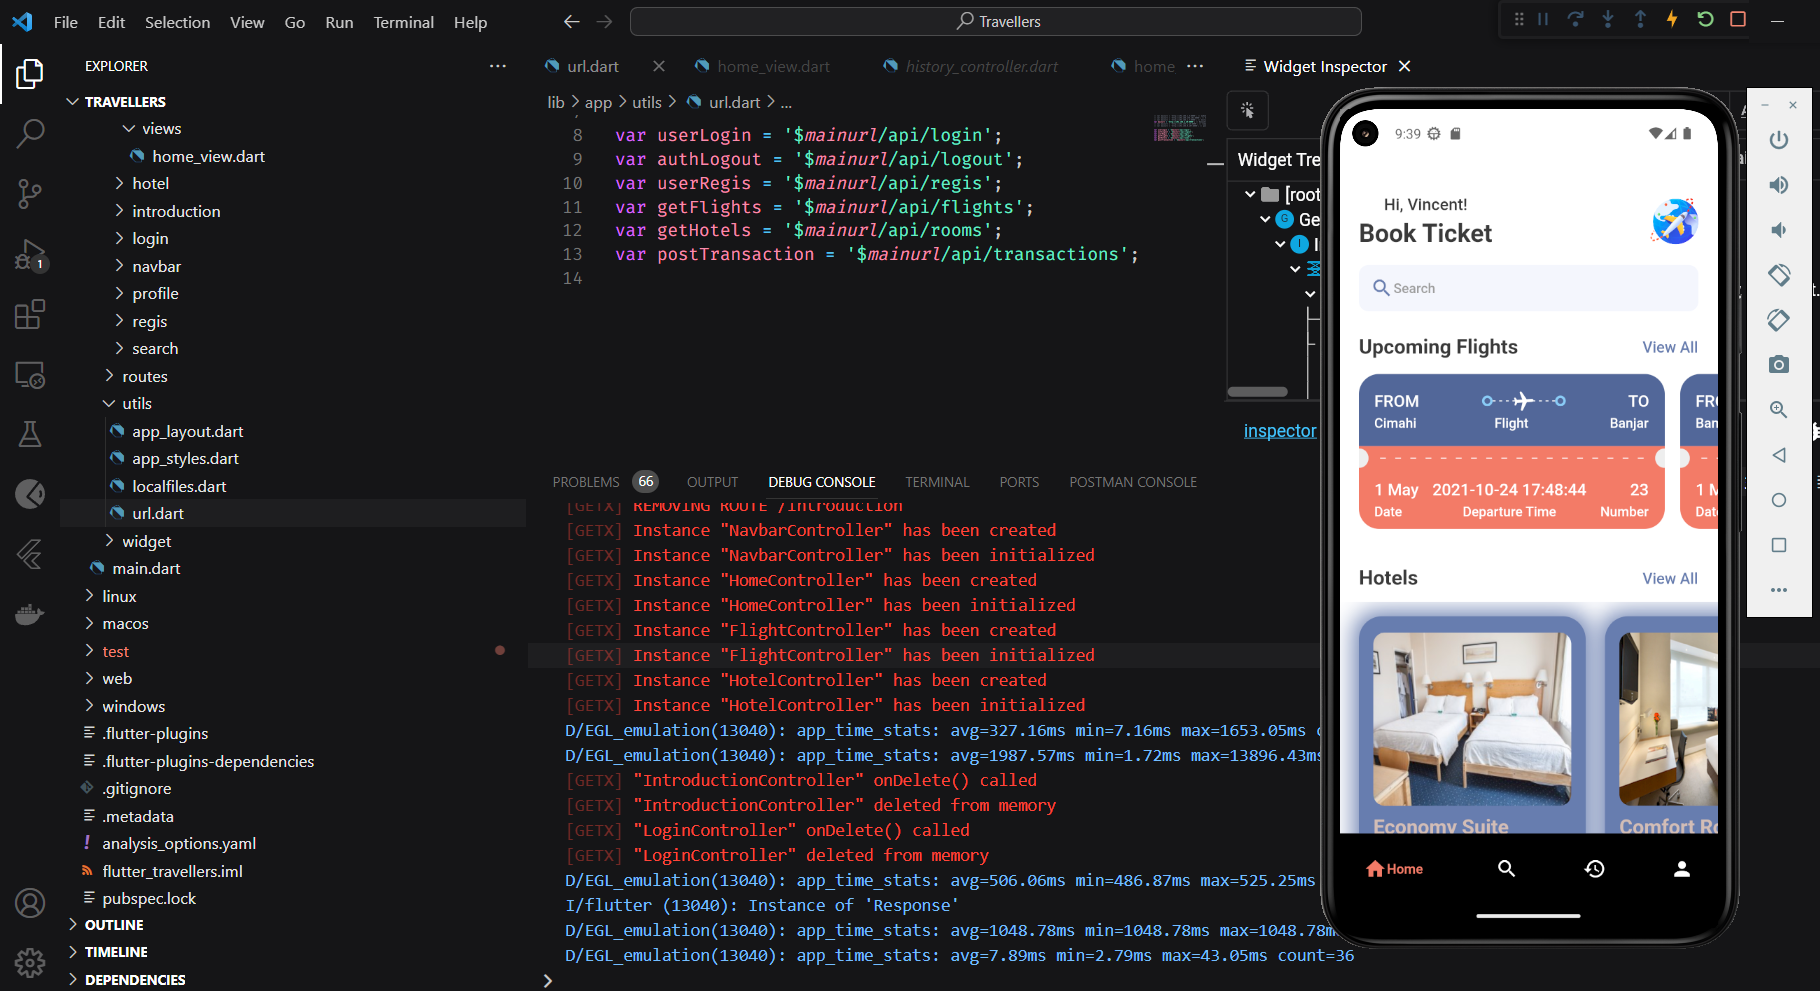 File Edit Selection View Go Run Terminal Help
Travellers
EXPLORER
TRAVELLERS
views
home_view.dart
hotel
introduction
login
navbar
profile
regis
search
routes
utils
app_layout.dart
app_styles.dart
localfiles.dart
url.dart
widget
main.dart
linux
macos
test
web
windows
.flutter-plugins
.flutter-plugins-dependencies
.gitignore
.metadata
analysis_options.yaml
flutter_travellers.iml
pubspec.lock
OUTLINE
TIMELINE
DEPENDENCIES
1
url.dart home_view.dart history_controller.dart home
lib > app > utils > url.dart > ...
8 var userLogin = '$mainurl/api/login';
9 var authLogout = '$mainurl/api/logout';
10 var userRegis = '$mainurl/api/regis';
11 var getFlights = '$mainurl/api/flights';
12 var getHotels = '$mainurl/api/rooms';
13 var postTransaction = '$mainurl/api/transactions';
14
Widget Inspector
Widget Tre
[root
Ge
inspector
PROBLEMS 66 OUTPUT DEBUG CONSOLE TERMINAL PORTS POSTMAN CONSOLE
[GETX] REMOVING ROUTE /introduction
[GETX] Instance "NavbarController" has been created
[GETX] Instance "NavbarController" has been initialized
[GETX] Instance "HomeController" has been created
[GETX] Instance "HomeController" has been initialized
[GETX] Instance "FlightController" has been created
[GETX] Instance "FlightController" has been initialized
[GETX] Instance "HotelController" has been created
[GETX] Instance "HotelController" has been initialized
D/EGL_emulation(13040): app_time_stats: avg=327.16ms min=7.16ms max=1653.05ms
D/EGL_emulation(13040): app_time_stats: avg=1987.57ms min=1.72ms max=13896.43ms
[GETX] "IntroductionController" onDelete() called
[GETX] "IntroductionController" deleted from memory
[GETX] "LoginController" onDelete() called
[GETX] "LoginController" deleted from memory
D/EGL_emulation(13040): app_time_stats: avg=506.06ms min=486.87ms max=525.25ms
I/flutter (13040): Instance of 'Response'
D/EGL_emulation(13040): app_time_stats: avg=1048.78ms min=1048.78ms max=1048.78m
D/EGL_emulation(13040): app_time_stats: avg=7.89ms min=2.79ms max=43.05ms count=36
9:39
Hi, Vincent!
Book Ticket
Search
Upcoming Flights View All
FROM TO FRO
Cimahi Flight Banjar Ban
1 May 2021-10-24 17:48:44 23 1 M
Date Departure Time Number Dat
Hotels View All
Economy Suite Comfort Ro
Home